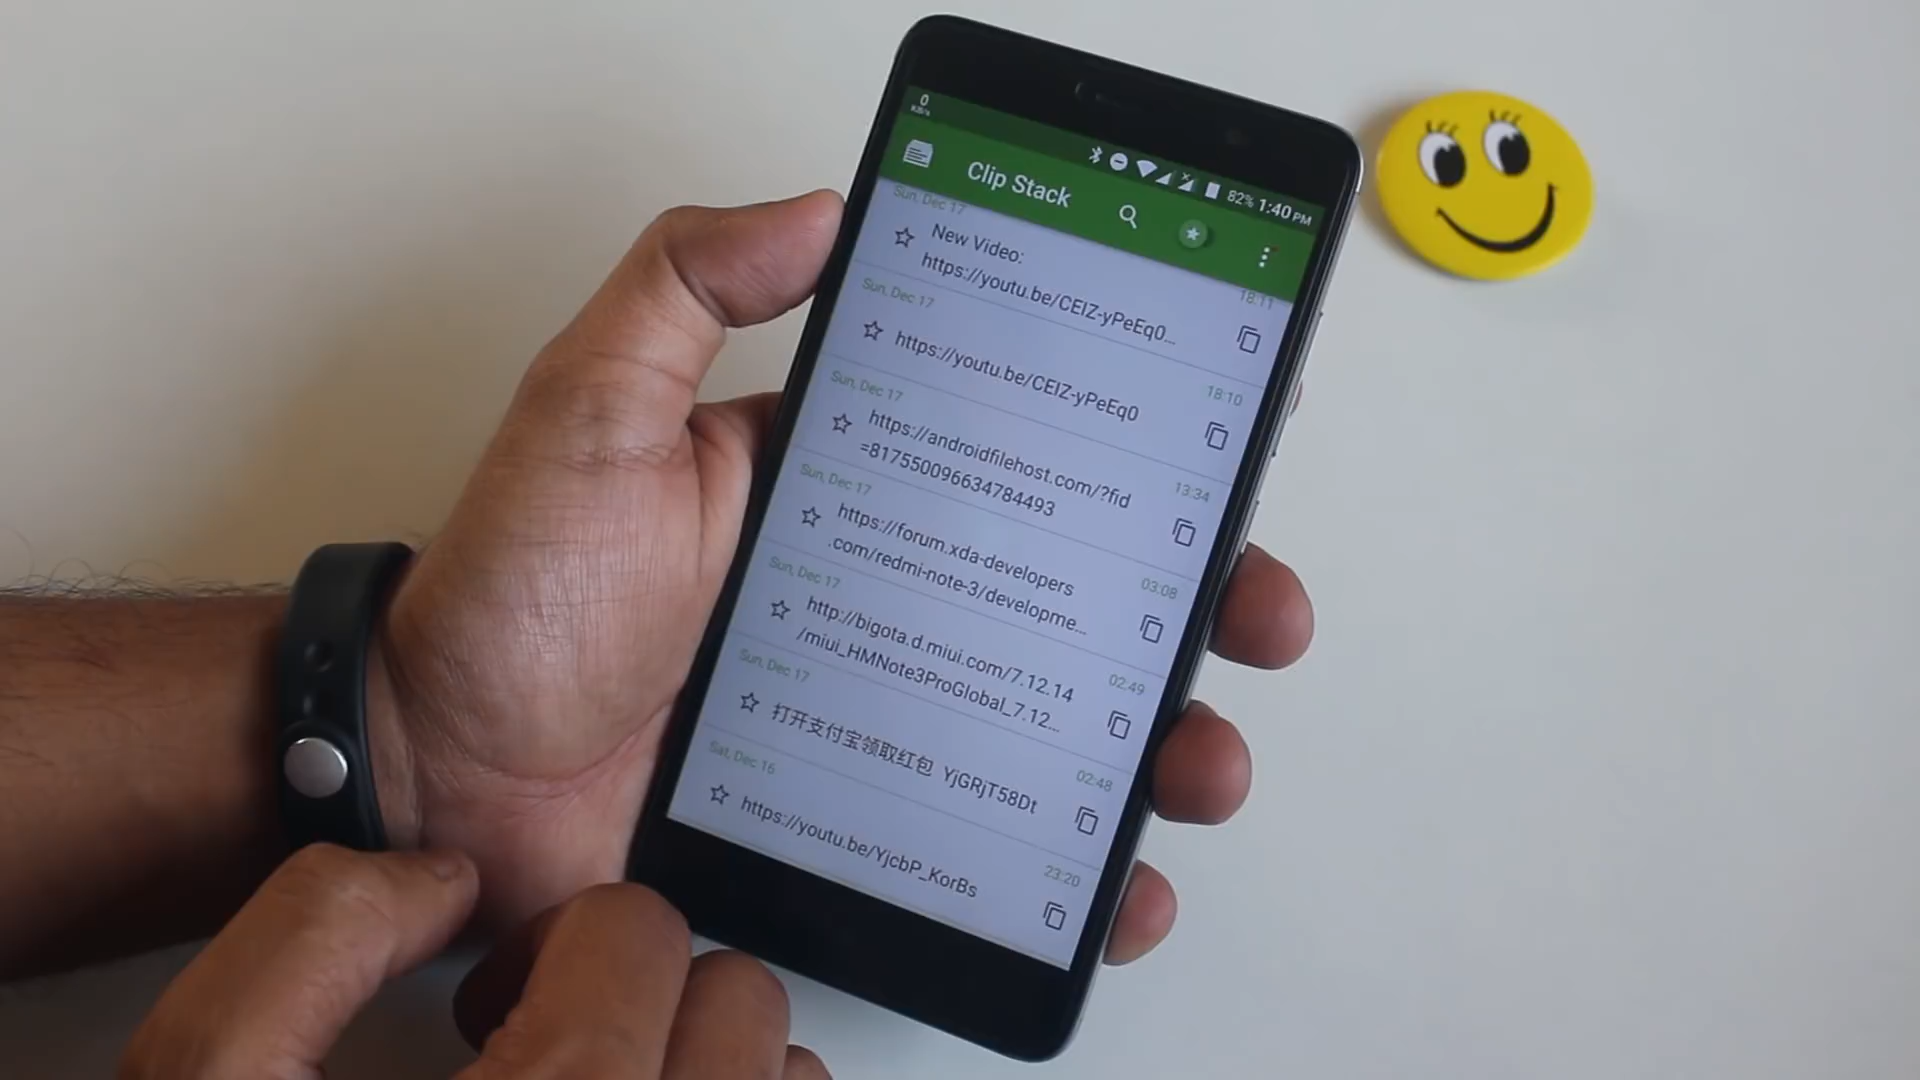 0
KB/s
82% 1:40 PM
Clip Stack
Sun, Dec 17
New Video:
https://youtu.be/CEIZ-yPeEq0...
18:11
Sun, Dec 17
https://youtu.be/CEIZ-yPeEq0
18:10
Sun, Dec 17
https://androidfilehost.com/?fid
=817550096634784493
13:34
Sun, Dec 17
https://forum.xda-developers
.com/redmi-note-3/developme...
03:08
Sun, Dec 17
http://bigota.d.miui.com/7.12.14
/miui_HMNote3ProGlobal_7.12...
02:49
Sun, Dec 17
打开支付宝领取红包 YjGRjT58Dt
02:48
Sat, Dec 16
https://youtu.be/YjcbP_KorBs
23:20